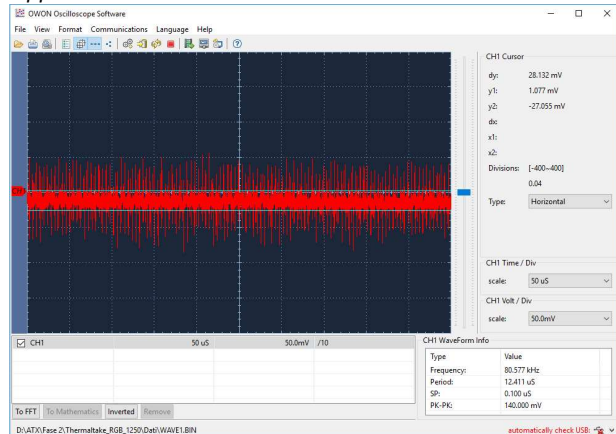 OWON Oscilloscope Software
File View Format Communications Language Help
CH1
CH1 Cursor
dy: 28.132 mV
y1: 1.077 mV
y2: -27.055 mV
dx:
x1:
x2:
Divisions: [-400~400]
0.04
Type: Horizontal
CH1 Time / Div
scale: 50 uS
CH1 Volt / Div
scale: 50.0mV
CH1 50 uS 50.0mV /10
To FFT To Mathematics Inverted Remove
CH1 WaveForm Info
Type Value
Frequency: 80.577 kHz
Period: 12.411 uS
SP: 0.100 uS
PK-PK: 140.000 mV
D:\ATX\Fase 2\Thermaltake_RGB_1250\Dati\WAVE1.BIN
automatically check USB: